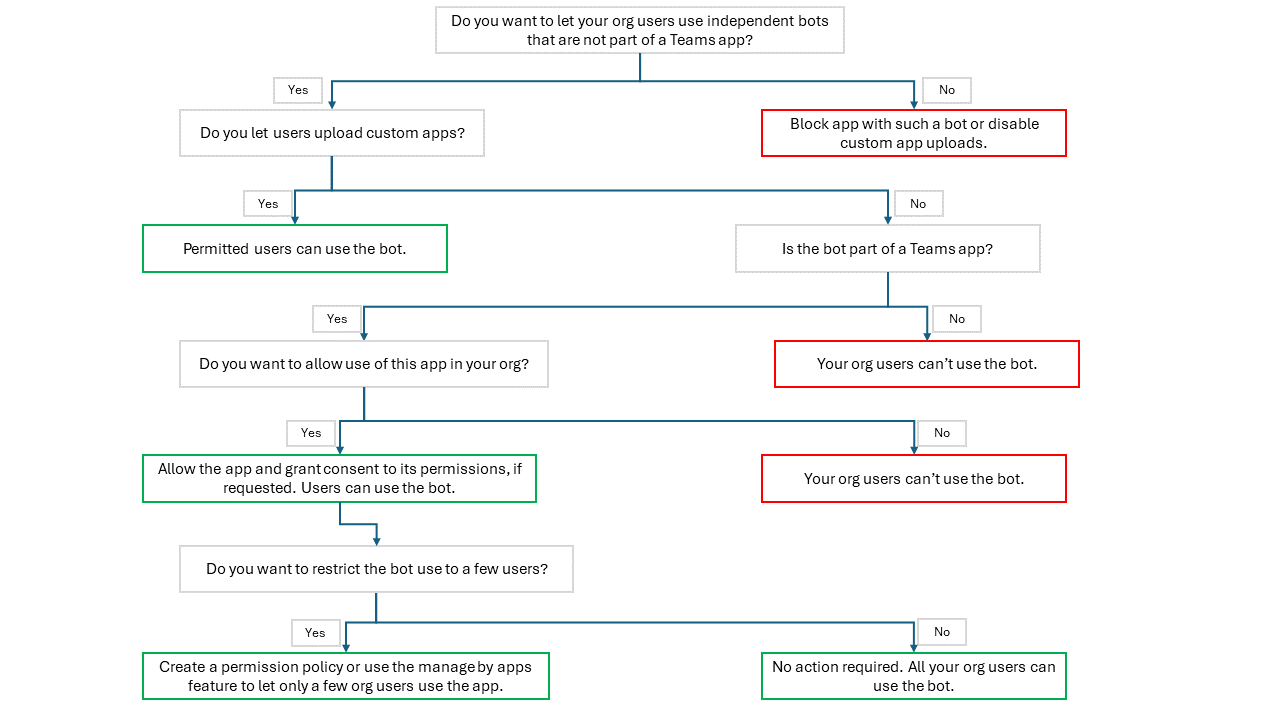 Do you want to let your org users use independent bots
that are not part of a Teams app?
Yes
No
Do you let users upload custom apps?
Block app with such a bot or disable
custom app uploads.
Yes
No
Permitted users can use the bot.
Is the bot part of a Teams app?
Yes
No
Do you want to allow use of this app in your org?
Your org users can’t use the bot.
Yes
No
Allow the app and grant consent to its permissions, if
requested. Users can use the bot.
Your org users can’t use the bot.
Do you want to restrict the bot use to a few users?
Yes
No
Create a permission policy or use the manage by apps
feature to let only a few org users use the app.
No action required. All your org users can
use the bot.